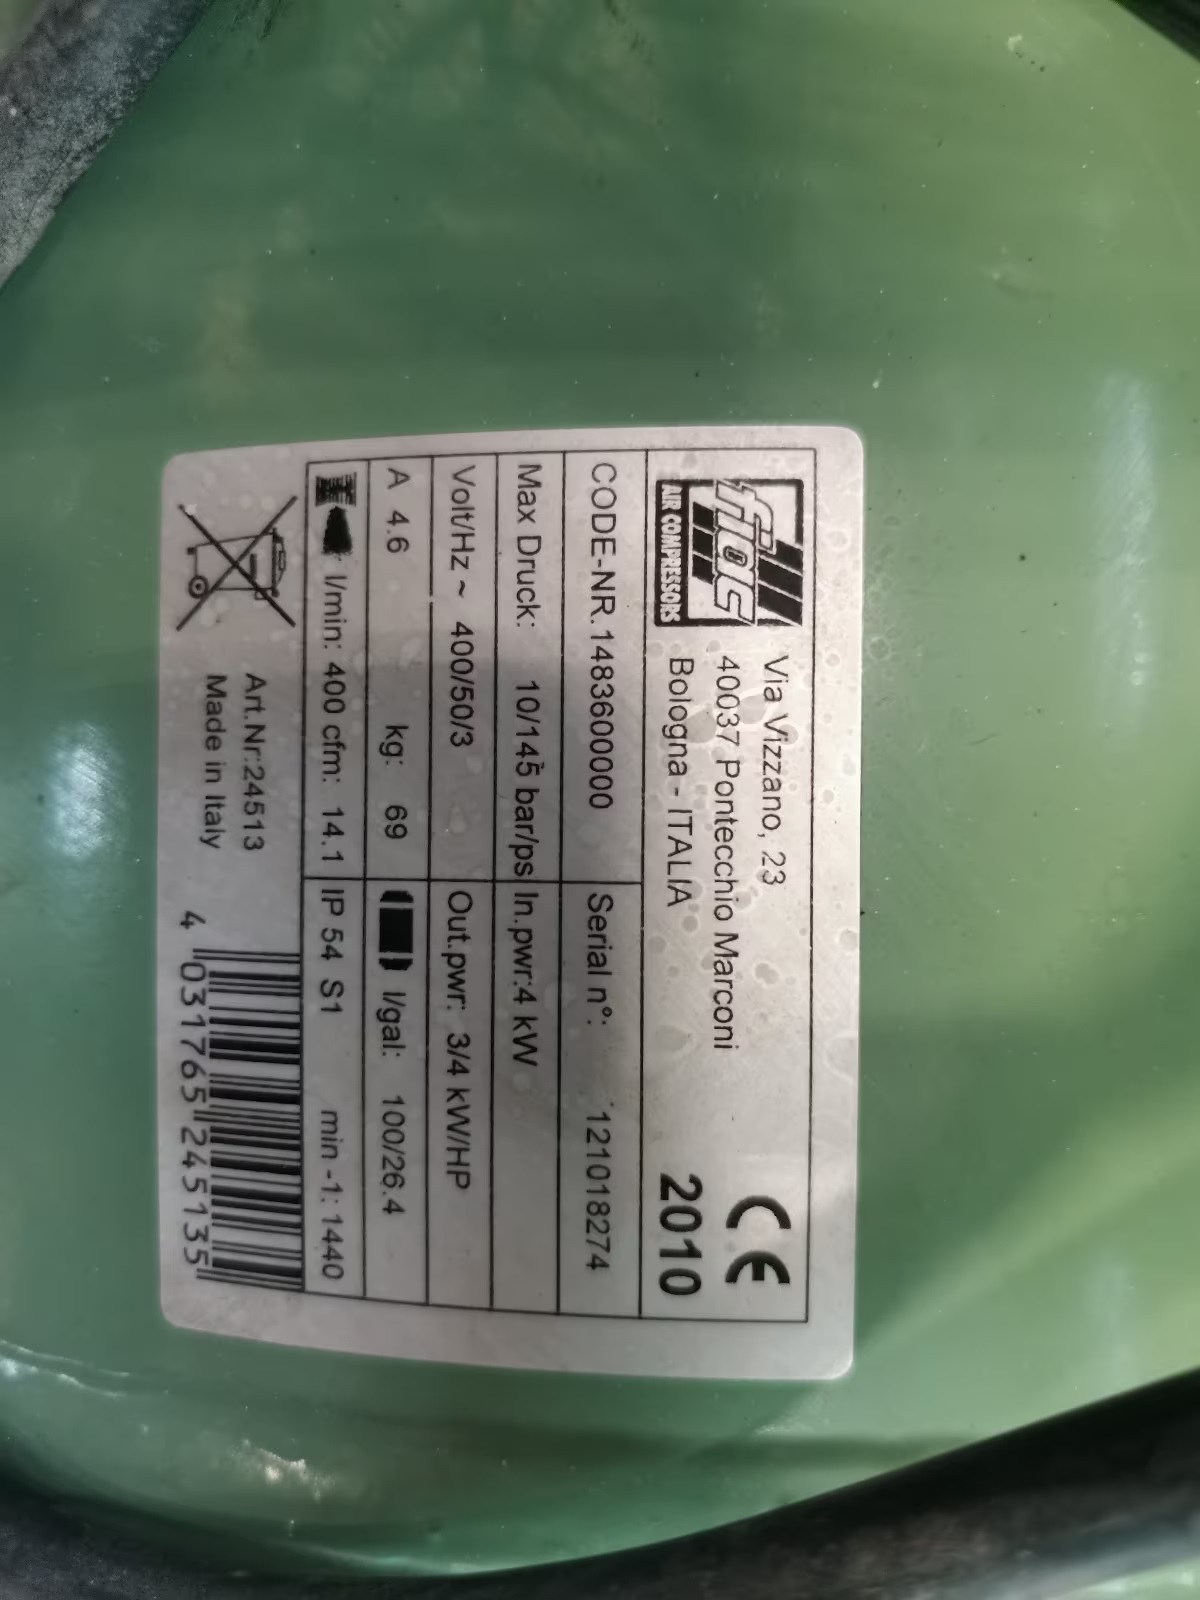 fiac
AIR COMPRESSORS
Via Vizzano, 23
40037 Pontecchio Marconi
Bologna - ITALIA
CE
2010
CODE-NR.1483600000 Serial n°: 121018274
Max Druck: 10/145 bar/ps In.pwr:4 kW
Volt/Hz ~ 400/50/3 Out.pwr: 3/4 kW/HP
A 4.6 kg: 69 l/gal: 100/26.4
l/min: 400 cfm: 14.1 IP 54 S1 min -1: 1440
Art.Nr:24513
Made in Italy
4 031765 245135